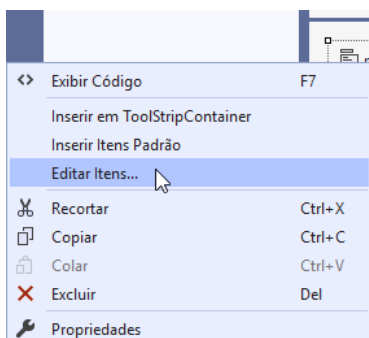 Exibir Código F7
Inserir em ToolStripContainer
Inserir Itens Padrão
Editar Itens...
Recortar Ctrl+X
Copiar Ctrl+C
Colar Ctrl+V
Excluir Del
Propriedades